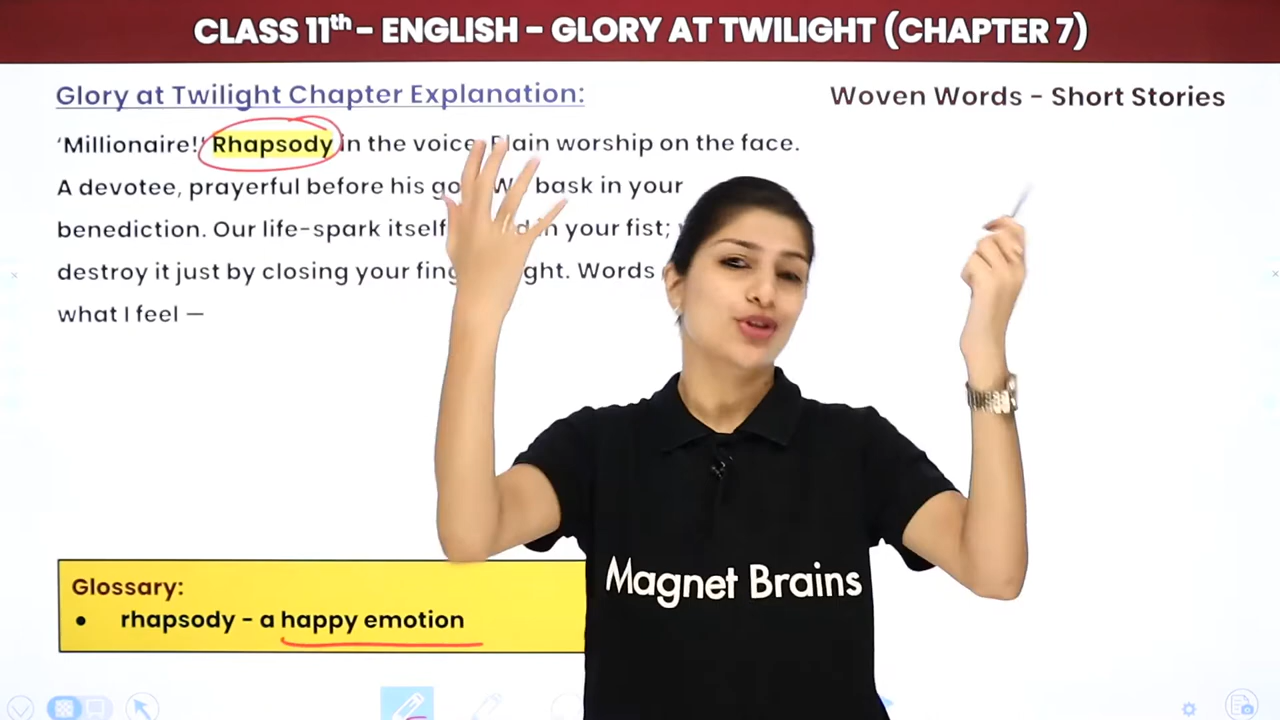 CLASS 11th - ENGLISH - GLORY AT TWILIGHT (CHAPTER 7)
Glory at Twilight Chapter Explanation:
Woven Words - Short Stories
‘Millionaire!’ Rhapsody in the voice. Plain worship on the face.
A devotee, prayerful before his bask in your
benediction. Our life-spark itself in your fist;
destroy it just by closing your Words
what I feel —
Glossary:
• rhapsody - a happy emotion
Magnet Brains